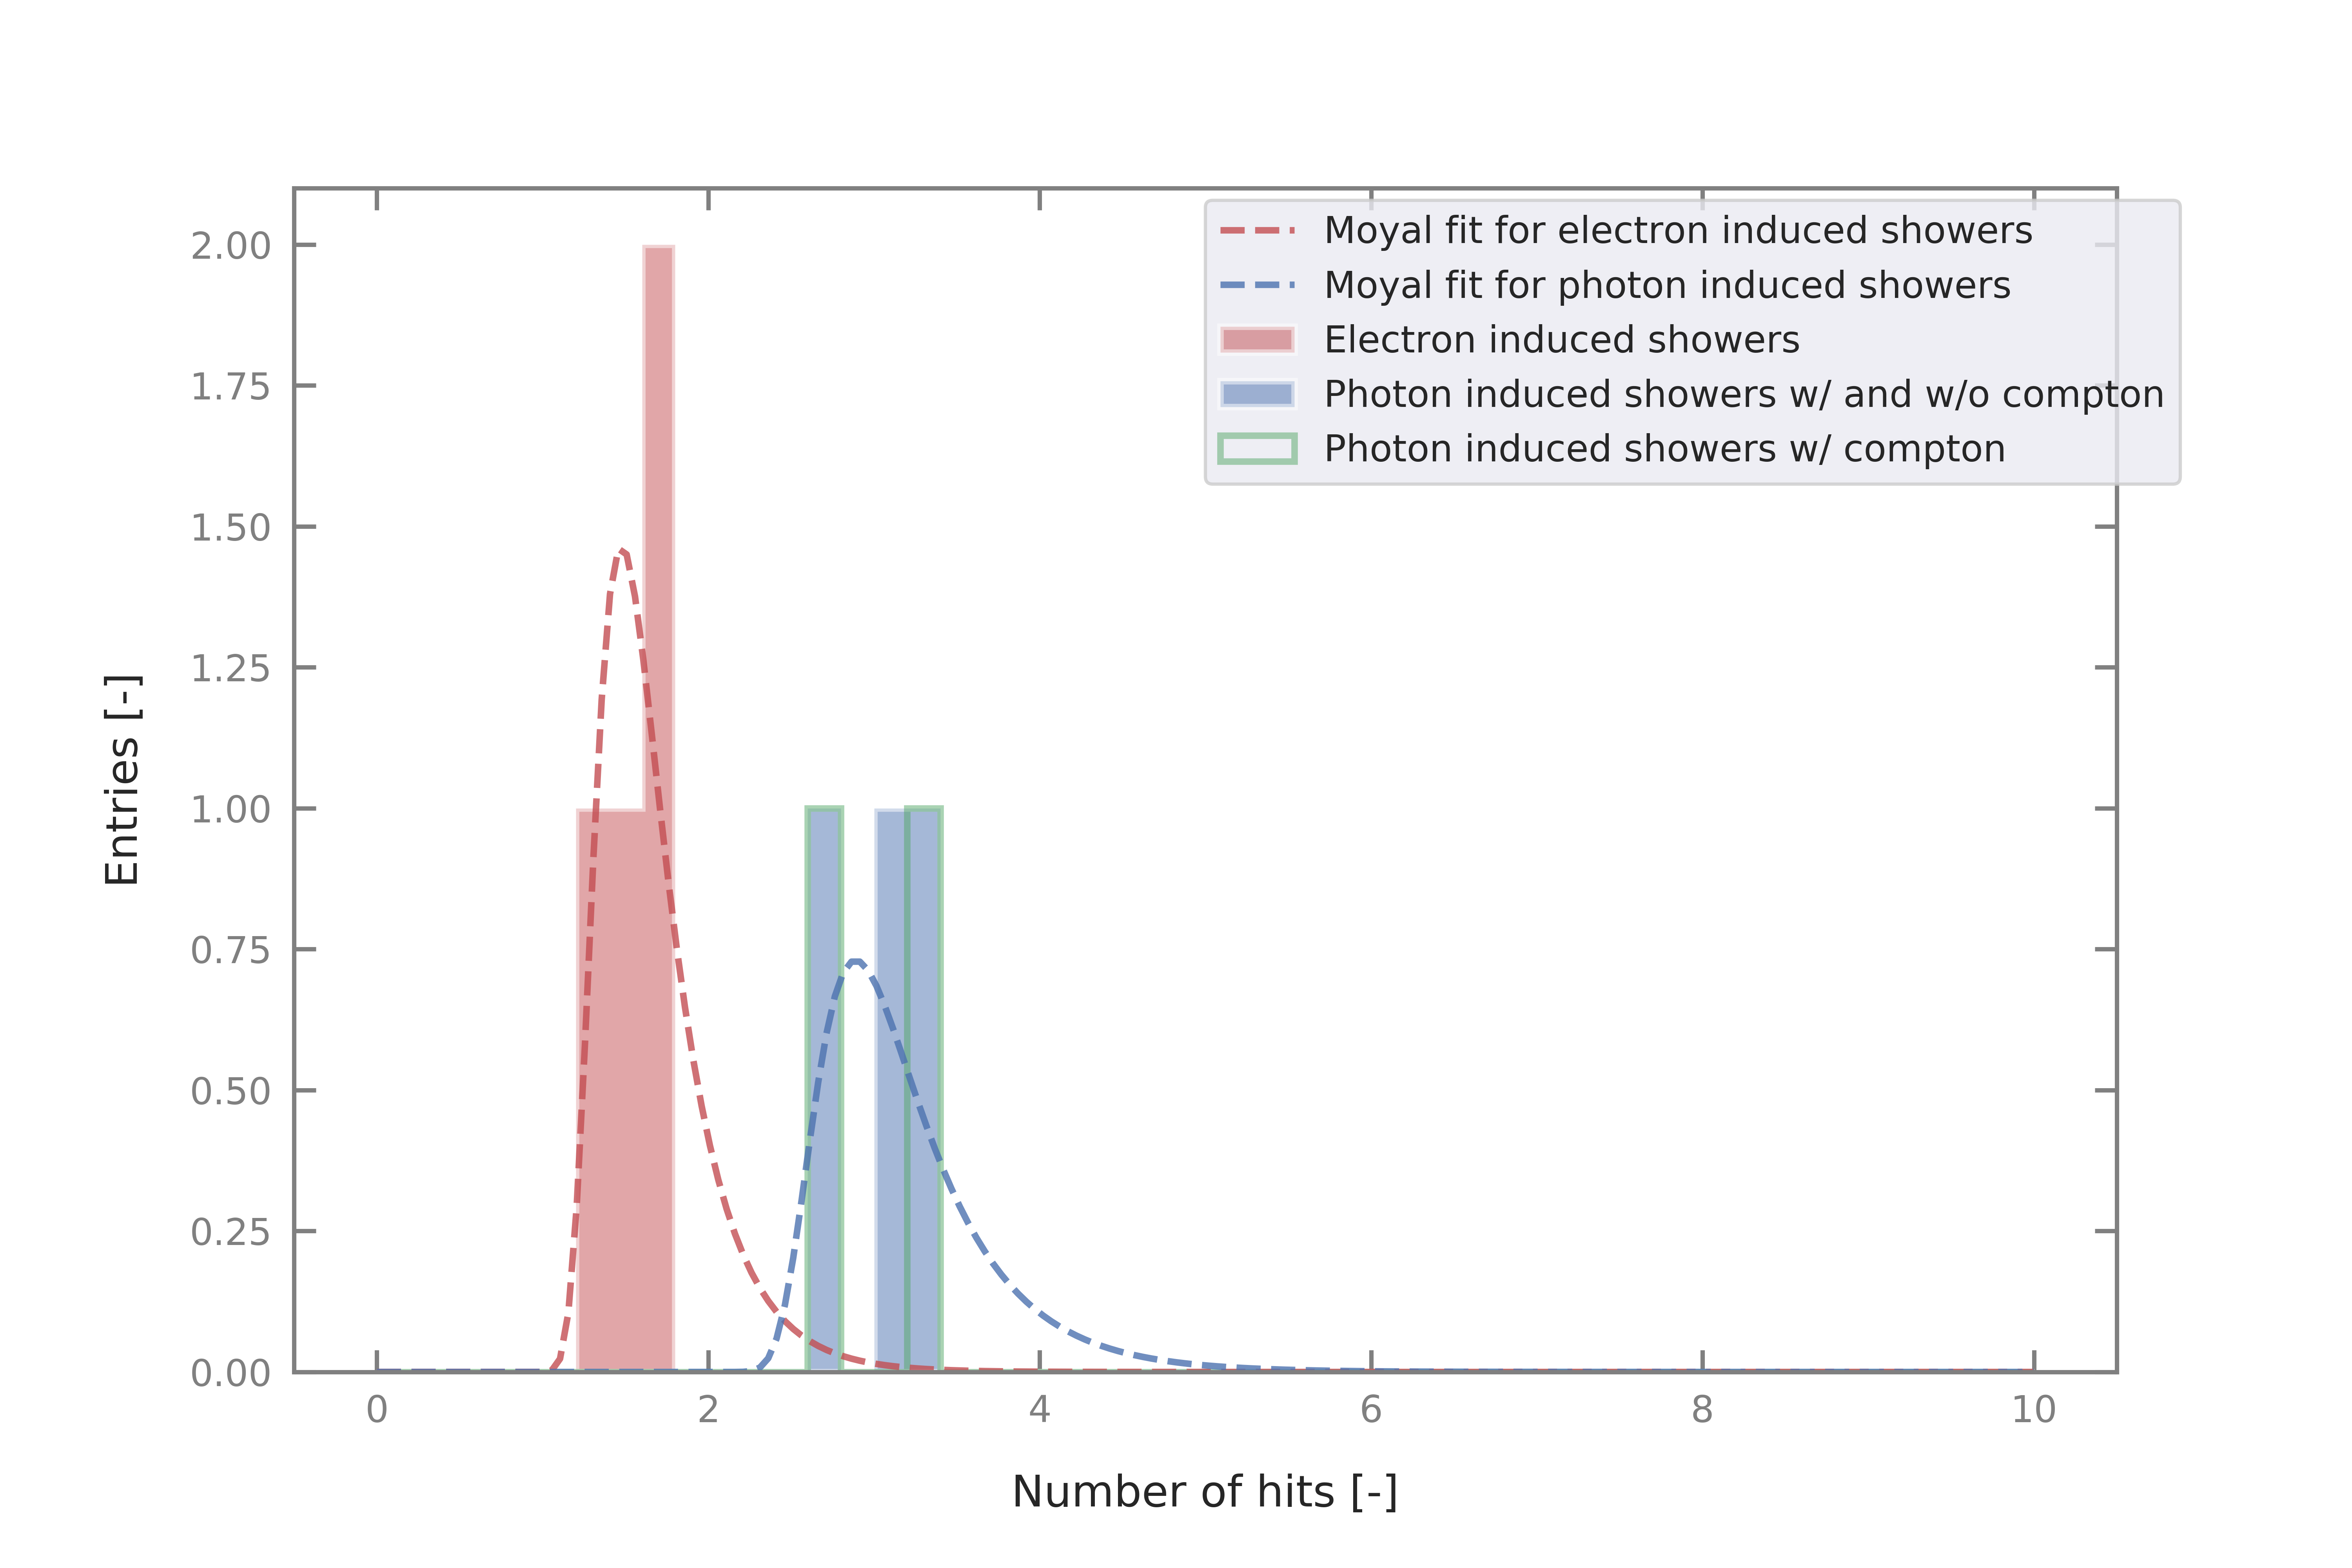 Moyal fit for electron induced showers
Moyal fit for photon induced showers
Electron induced showers
Photon induced showers w/ and w/o compton
Photon induced showers w/ compton
2.00
1.75
1.50
1.25
1.00
0.75
0.50
0.25
0.00
Entries [-]
0 2 4 6 8 10
Number of hits [-]